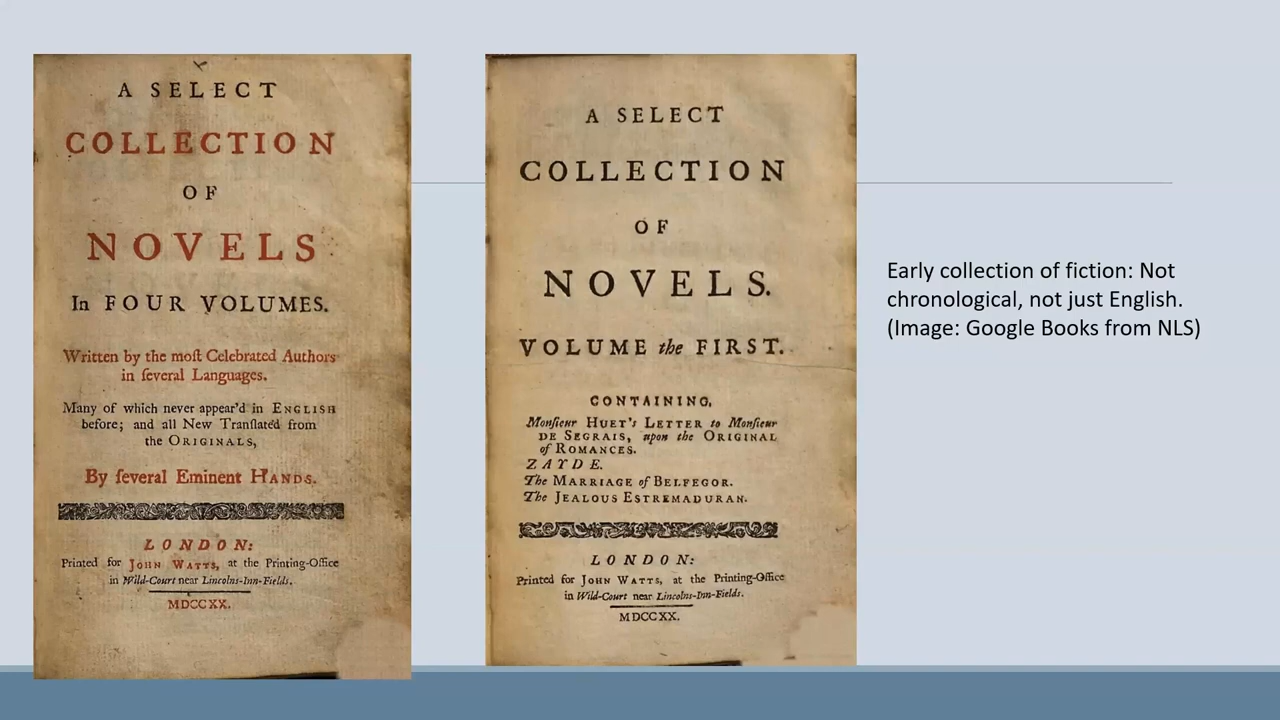 A SELECT
COLLECTION
OF
NOVELS
In FOUR VOLUMES.
Written by the moſt Celebrated Authors
in ſeveral Languages.
Many of which never appear'd in ENGLISH
before; and all New Tranſlated from
the ORIGINALS,
By ſeveral Eminent HANDS.
LONDON:
Printed for JOHN WATTS, at the Printing-Office
in Wild-Court near Lincolns-Inn-Fields.
MDCCXX.
A SELECT
COLLECTION
OF
NOVELS.
VOLUME the FIRST.
CONTAINING,
Monſieur HUET's LETTER to Monſieur
DE SEGRAIS, upon the ORIGINAL
of ROMANCES.
ZAYDE.
The MARRIAGE of BELFEGOR.
The JEALOUS ESTREMADURAN.
LONDON:
Printed for JOHN WATTS, at the Printing-Office
in Wild-Court near Lincolns-Inn-Fields.
MDCCXX.
Early collection of fiction: Not
chronological, not just English.
(Image: Google Books from NLS)